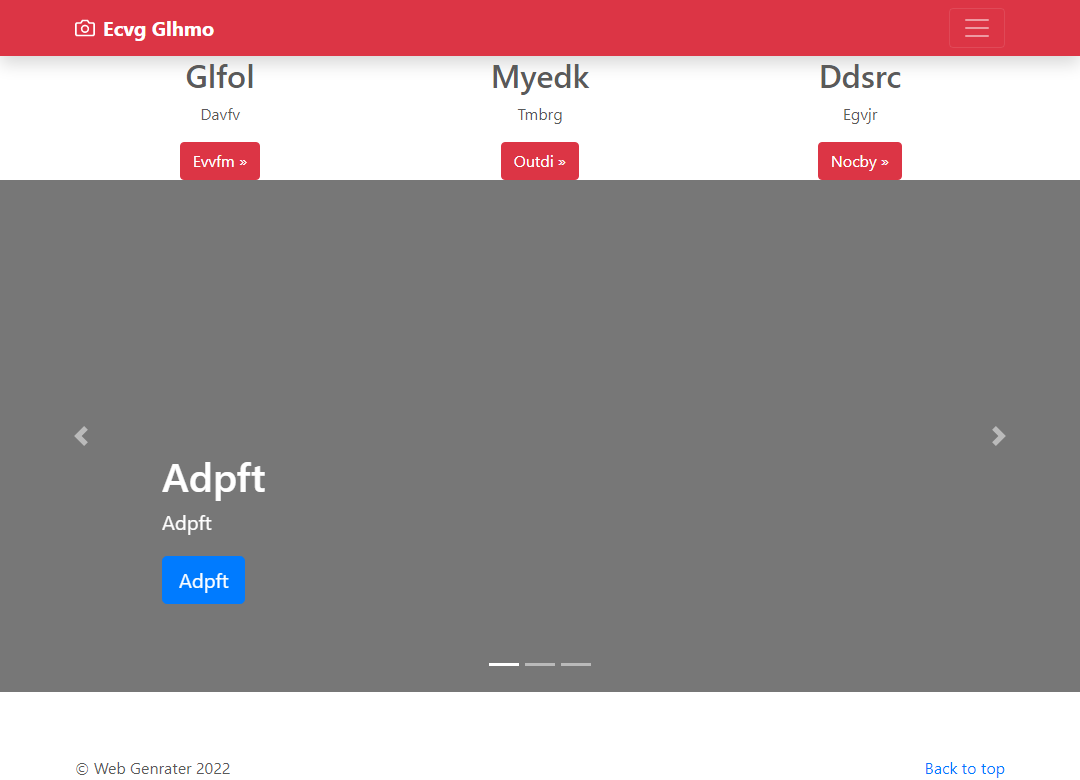 Ecvg Glhmo
Glfol
Davfv
Evvfm »
Myedk
Tmbrg
Outdi »
Ddsrc
Egvjr
Nocby »
Adpft
Adpft
Adpft
© Web Genrater 2022
Back to top